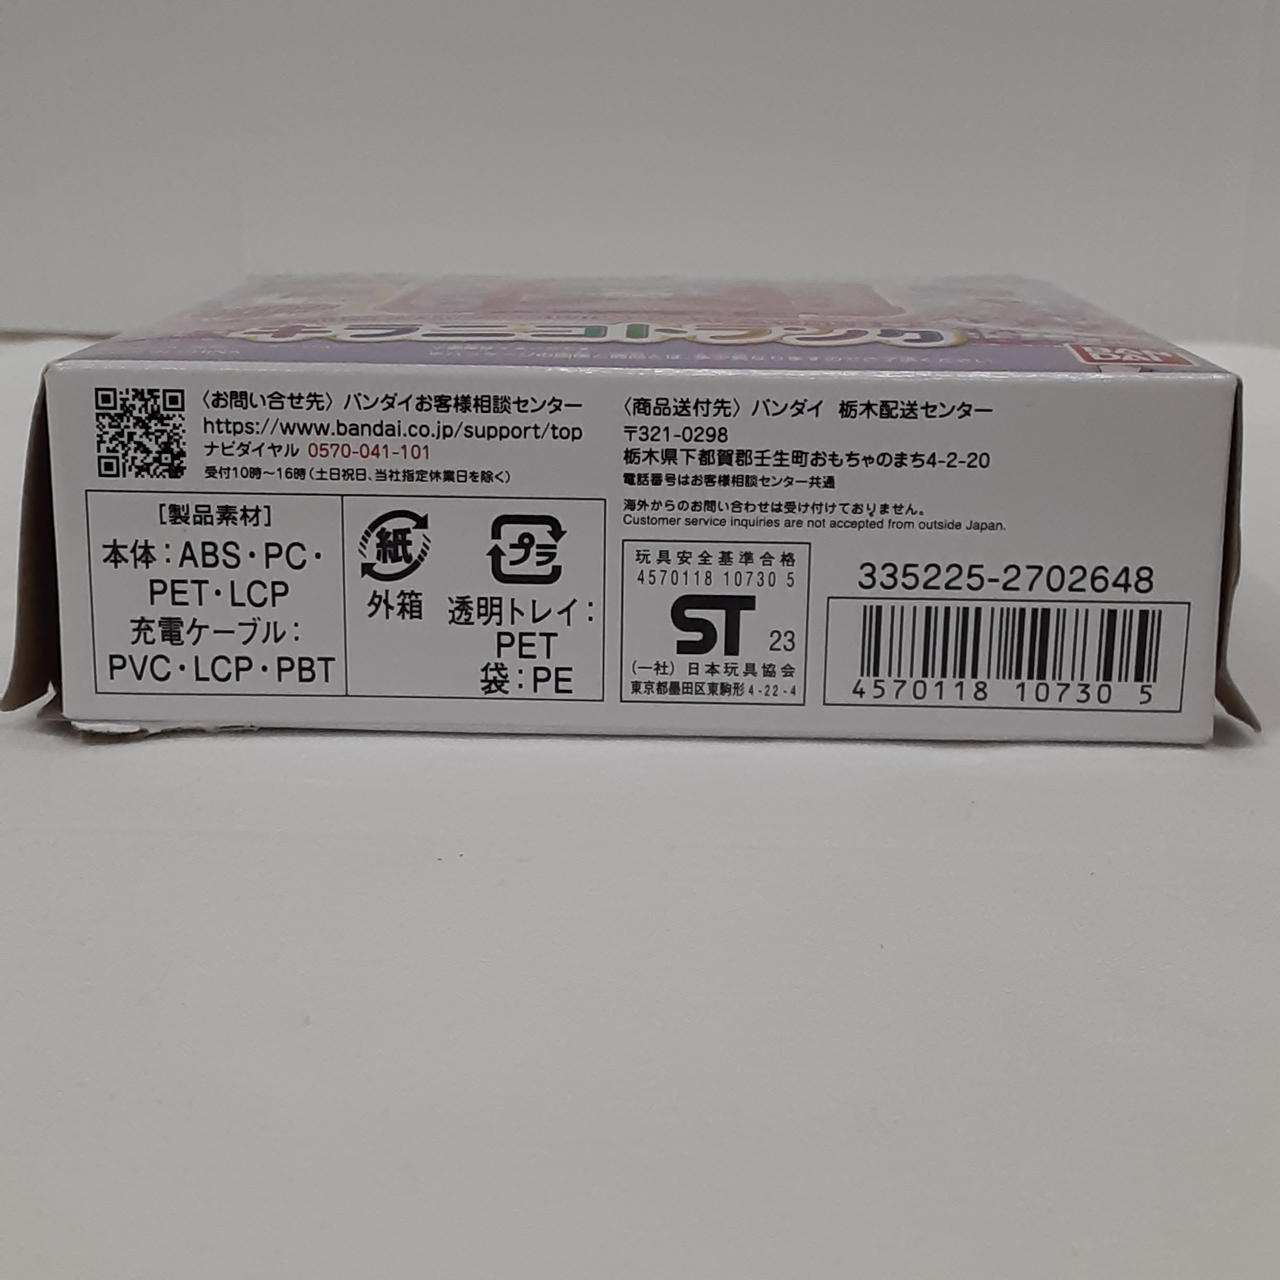 キラニコトランク
BAN
DAI
〈お問い合せ先〉バンダイお客様相談センター
https://www.bandai.co.jp/support/top
ナビダイヤル 0570-041-101
受付10時～16時(土日祝日、当社指定休業日を除く)
〈商品送付先〉バンダイ 栃木配送センター
〒321-0298
栃木県下都賀郡壬生町おもちゃのまち4-2-20
電話番号はお客様相談センター共通
海外からのお問い合わせは受け付けておりません。
Customer service inquiries are not accepted from outside Japan.
[製品素材]
本体：ABS・PC・
PET・LCP
充電ケーブル：
PVC・LCP・PBT
紙
外箱
プラ
透明トレイ：
PET
袋：PE
玩具安全基準合格
4570118 10730 5
ST 23
(一社) 日本玩具協会
東京都墨田区東駒形4-22-4
335225-2702648
4570118 10730 5